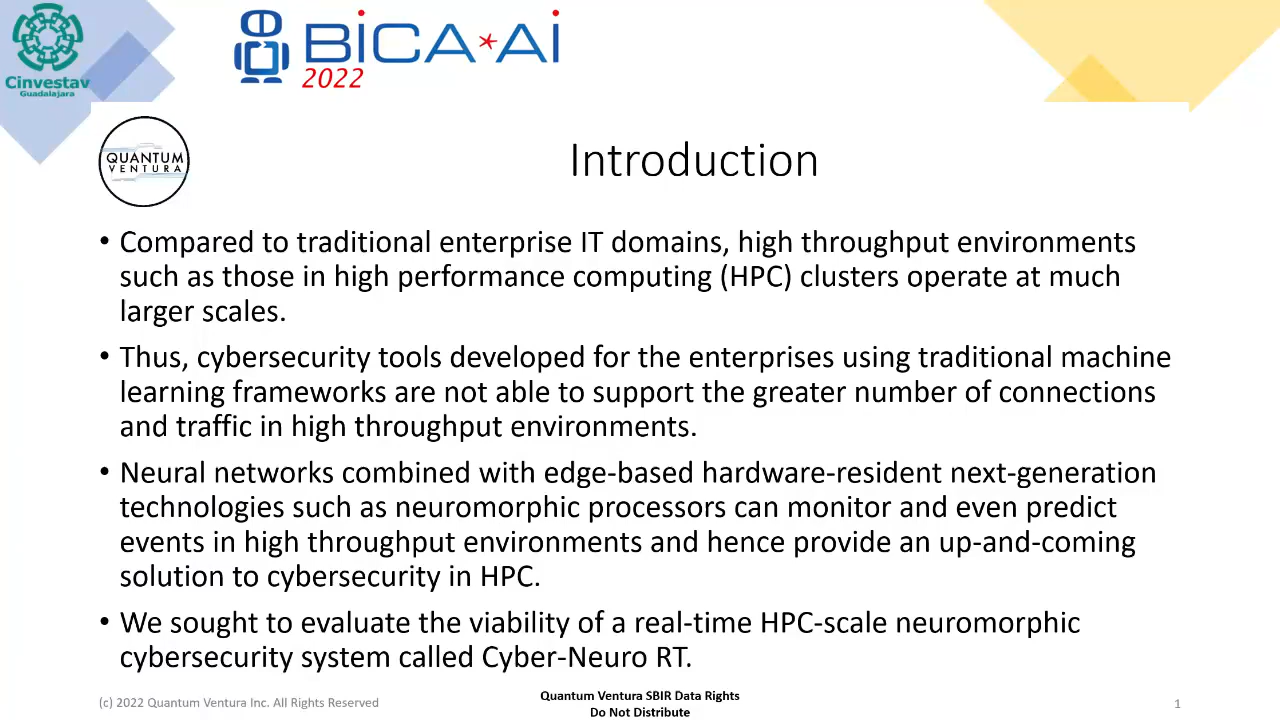 Cinvestav
Guadalajara
BiCA*Ai
2022
QUANTUM
VENTURA
Introduction
• Compared to traditional enterprise IT domains, high throughput environments
such as those in high performance computing (HPC) clusters operate at much
larger scales.
• Thus, cybersecurity tools developed for the enterprises using traditional machine
learning frameworks are not able to support the greater number of connections
and traffic in high throughput environments.
• Neural networks combined with edge-based hardware-resident next-generation
technologies such as neuromorphic processors can monitor and even predict
events in high throughput environments and hence provide an up-and-coming
solution to cybersecurity in HPC.
• We sought to evaluate the viability of a real-time HPC-scale neuromorphic
cybersecurity system called Cyber-Neuro RT.
(c) 2022 Quantum Ventura Inc. All Rights Reserved
Quantum Ventura SBIR Data Rights
Do Not Distribute
1